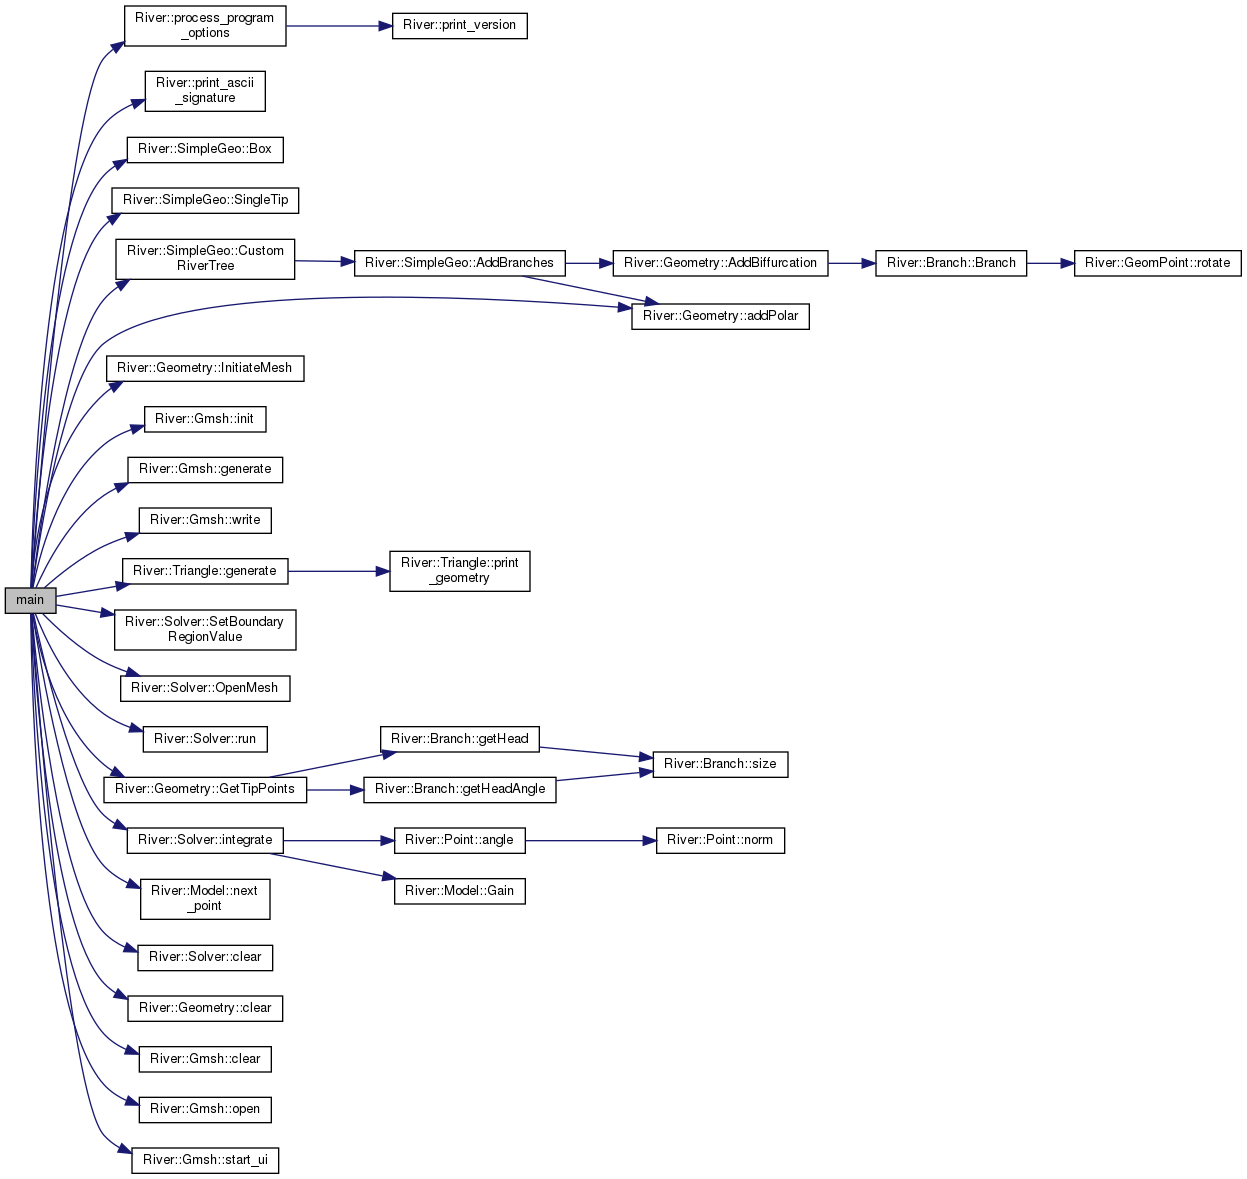 River::process_program
_options
River::print_version
River::print_ascii
_signature
River::SimpleGeo::Box
River::SimpleGeo::SingleTip
River::SimpleGeo::Custom
RiverTree
River::SimpleGeo::AddBranches
River::Geometry::AddBiffurcation
River::Branch::Branch
River::GeomPoint::rotate
River::Geometry::addPolar
River::Geometry::InitiateMesh
River::Gmsh::init
River::Gmsh::generate
River::Gmsh::write
River::Triangle::generate
River::Triangle::print
_geometry
main
River::Solver::SetBoundary
RegionValue
River::Solver::OpenMesh
River::Solver::run
River::Branch::getHead
River::Branch::size
River::Geometry::GetTipPoints
River::Branch::getHeadAngle
River::Solver::integrate
River::Point::angle
River::Point::norm
River::Model::next
_point
River::Model::Gain
River::Solver::clear
River::Geometry::clear
River::Gmsh::clear
River::Gmsh::open
River::Gmsh::start_ui